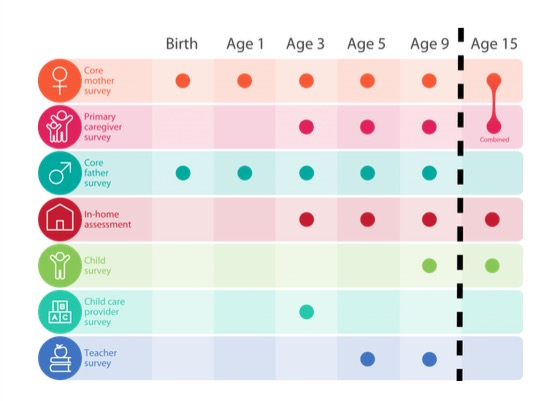 Birth Age 1 Age 3 Age 5 Age 9 Age 15
Core
mother
survey
Primary
caregiver
survey
Combined
Core
father
survey
In-home
assessment
Child
survey
Child care
provider
survey
B
A C
Teacher
survey